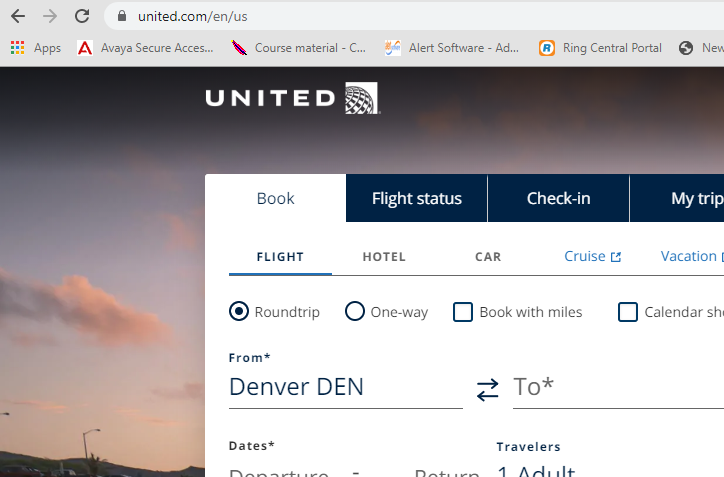 united.com/en/us
Apps Avaya Secure Acces... Course material - C... Alert Software - Ad... Ring Central Portal New
UNITED
Book Flight status Check-in My trip
FLIGHT HOTEL CAR Cruise Vacation
Roundtrip One-way Book with miles Calendar sh
From*
Denver DEN To*
Dates* Travelers
Departure - Return 1 Adult